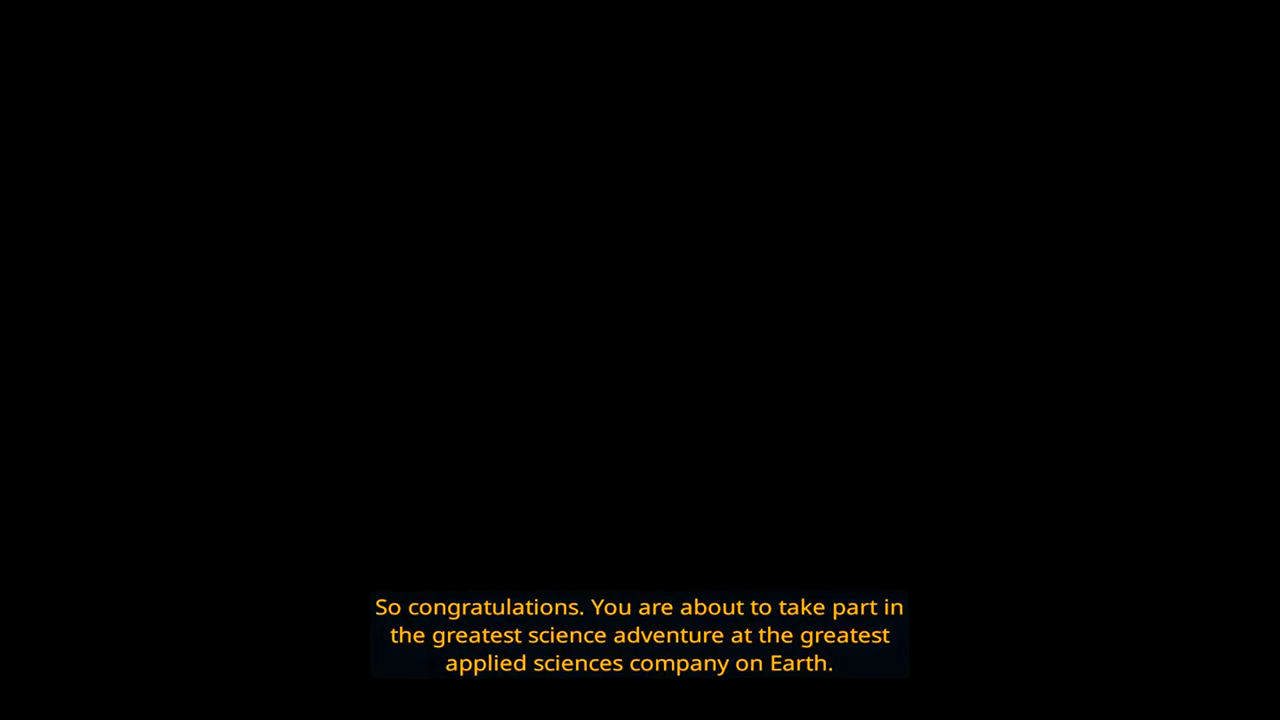 So congratulations. You are about to take part in
the greatest science adventure at the greatest
applied sciences company on Earth.